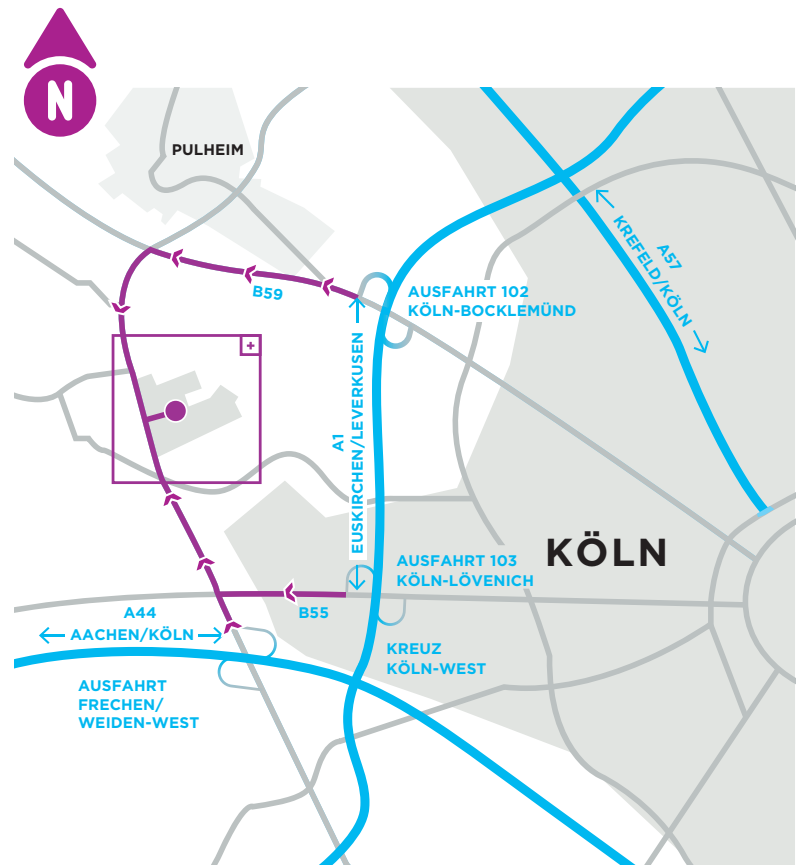 N
PULHEIM
A57
KREFELD/KÖLN
B59
AUSFAHRT 102
KÖLN-BOCKLEMÜND
+
A1
EUSKIRCHEN/LEVERKUSEN
KÖLN
AUSFAHRT 103
KÖLN-LÖVENICH
B55
A44
AACHEN/KÖLN
KREUZ
KÖLN-WEST
AUSFAHRT
FRECHEN/
WEIDEN-WEST